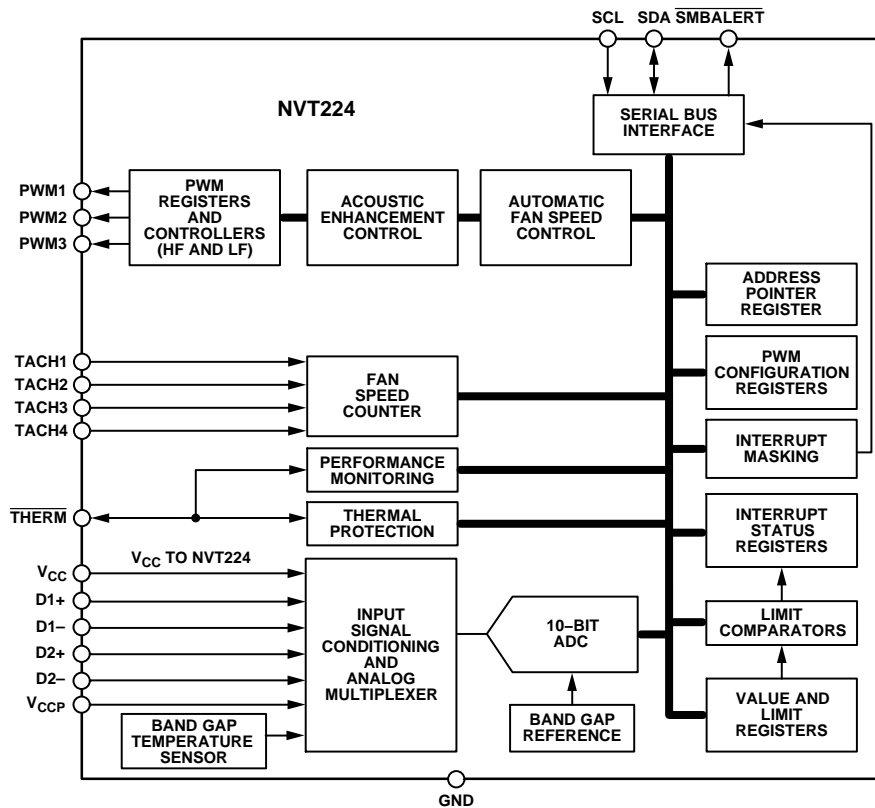 SCL SDA SMBALERT
NVT224
SERIAL BUS
INTERFACE
PWM1
PWM2
PWM3
PWM
REGISTERS
AND
CONTROLLERS
(HF AND LF)
ACOUSTIC
ENHANCEMENT
CONTROL
AUTOMATIC
FAN SPEED
CONTROL
ADDRESS
POINTER
REGISTER
TACH1
TACH2
TACH3
TACH4
FAN
SPEED
COUNTER
PWM
CONFIGURATION
REGISTERS
PERFORMANCE
MONITORING
INTERRUPT
MASKING
THERM
THERMAL
PROTECTION
INTERRUPT
STATUS
REGISTERS
VCC
D1+
D1–
D2+
D2–
VCCP
VCC TO NVT224
INPUT
SIGNAL
CONDITIONING
AND
ANALOG
MULTIPLEXER
10–BIT
ADC
LIMIT
COMPARATORS
BAND GAP
TEMPERATURE
SENSOR
BAND GAP
REFERENCE
VALUE AND
LIMIT
REGISTERS
GND